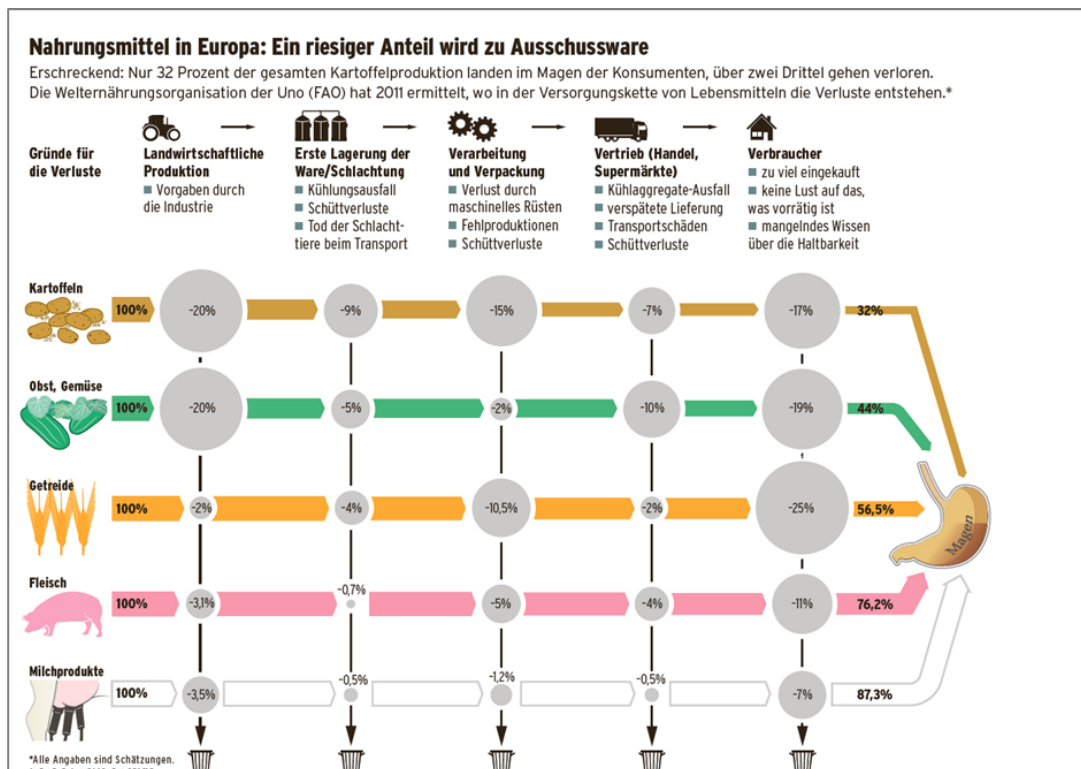 Nahrungsmittel in Europa: Ein riesiger Anteil wird zu Ausschussware
Erschreckend: Nur 32 Prozent der gesamten Kartoffelproduktion landen im Magen der Konsumenten, über zwei Drittel gehen verloren.
Die Welternährungsorganisation der Uno (FAO) hat 2011 ermittelt, wo in der Versorgungskette von Lebensmitteln die Verluste entstehen.*
Gründe für
die Verluste
Landwirtschaftliche
Produktion
Vorgaben durch
die Industrie
Erste Lagerung der
Ware/Schlachtung
Kühlungsausfall
Schüttverluste
Tod der Schlacht-
tiere beim Transport
Verarbeitung
und Verpackung
Verlust durch
maschinelles Rüsten
Fehlproduktionen
Schüttverluste
Vertrieb (Handel,
Supermärkte)
Kühlaggregate-Ausfall
verspätete Lieferung
Transportschäden
Schüttverluste
Verbraucher
zu viel eingekauft
keine Lust auf das,
was vorrätig ist
mangelndes Wissen
über die Haltbarkeit
Kartoffeln
100% -20% -9% -15% -7% -17% 32%
Obst, Gemüse
100% -20% -5% -2% -10% -19% 44%
Getreide
100% -2% -4% -10,5% -2% -25% 56,5%
Magen
Fleisch
100% -3,1% -0,7% -5% -4% -11% 76,2%
Milchprodukte
100% -3,5% -0,5% -1,2% -0,5% -7% 87,3%
*Alle Angaben sind Schätzungen.